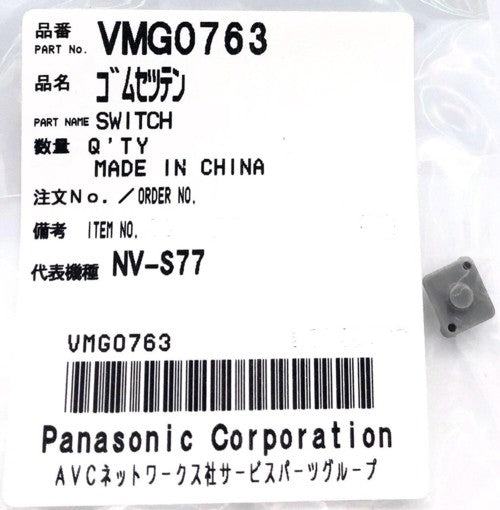 品番 VMG0763
PART No.
品名 ゴムセツテン
PART NAME SWITCH
数量 Q'TY
MADE IN CHINA
注文No./ORDER NO.
備考 ITEM NO.
代表機種 NV-S77
VMG0763
Panasonic Corporation
AVCネットワークス社サービスパーツグループ